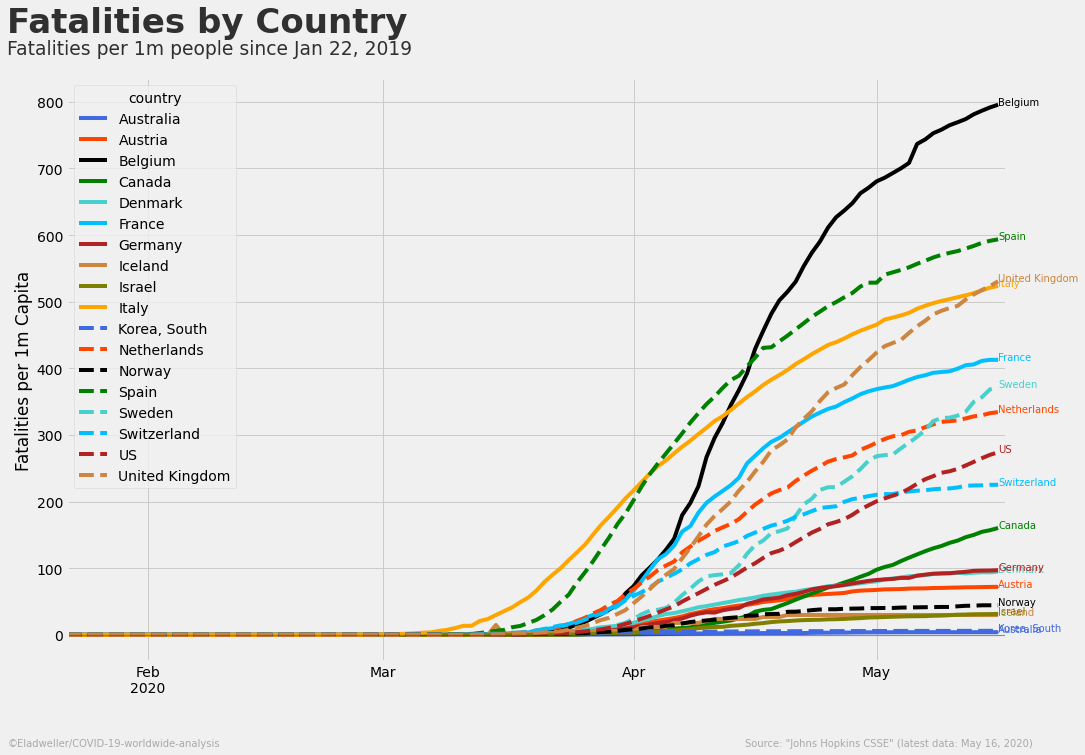 Fatalities by Country
Fatalities per 1m people since Jan 22, 2019
Fatalities per 1m Capita
800
700
600
500
400
300
200
100
0
country
Australia
Austria
Belgium
Canada
Denmark
France
Germany
Iceland
Israel
Italy
Korea, South
Netherlands
Norway
Spain
Sweden
Switzerland
US
United Kingdom
Belgium
Spain
United Kingdom
Italy
France
Sweden
Netherlands
US
Switzerland
Canada
Germany
Denmark
Austria
Norway
Israel
Iceland
Korea, South
Australia
Feb
2020
Mar
Apr
May
©Eladweller/COVID-19-worldwide-analysis
Source: "Johns Hopkins CSSE" (latest data: May 16, 2020)